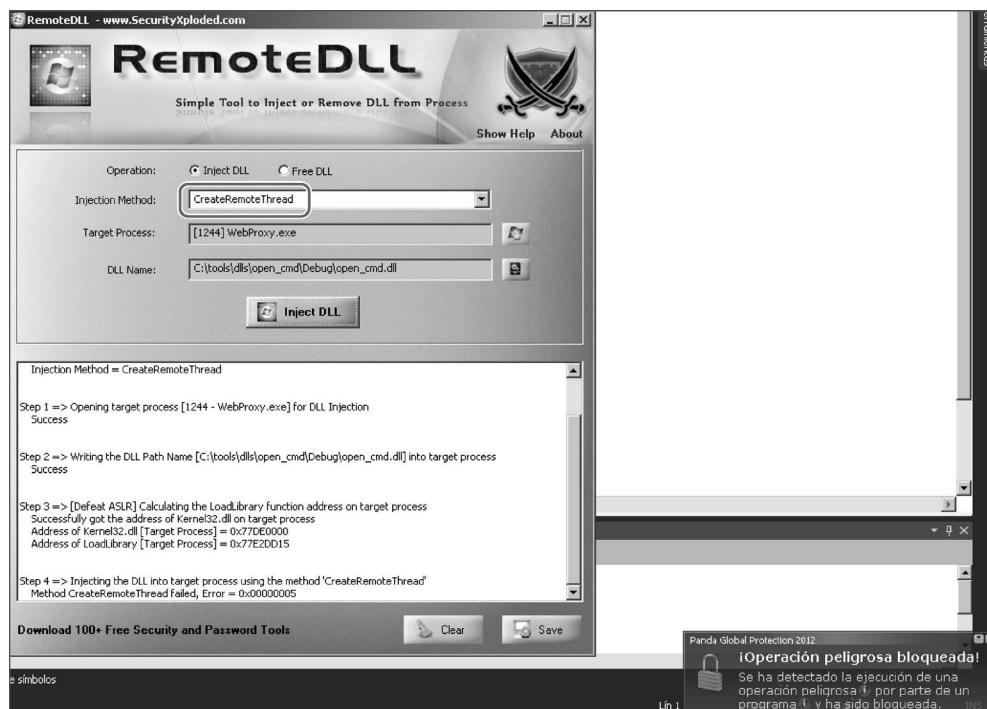 RemoteDLL - www.SecurityXploded.com
RemoteDLL
Simple Tool to Inject or Remove DLL from Process
Show Help About
Operation: Inject DLL Free DLL
Injection Method: CreateRemoteThread
Target Process: [1244] WebProxy.exe
DLL Name: C:\tools\dlls\open_cmd\Debug\open_cmd.dll
Inject DLL
Injection Method = CreateRemoteThread
Step 1 => Opening target process [1244 - WebProxy.exe] for DLL Injection
Success
Step 2 => Writing the DLL Path Name [C:\tools\dlls\open_cmd\Debug\open_cmd.dll] into target process
Success
Step 3 => [Defeat ASLR] Calculating the LoadLibrary function address on target process
Successfully got the address of Kernel32.dll on target process
Address of Kernel32.dll [Target Process] = 0x77DE0000
Address of LoadLibrary [Target Process] = 0x77E2DD15
Step 4 => Injecting the DLL into target process using the method 'CreateRemoteThread'
Method CreateRemoteThread failed, Error = 0x00000005
Download 100+ Free Security and Password Tools Clear Save
e símbolos
Lín 1
Panda Global Protection 2012
¡Operación peligrosa bloqueada!
Se ha detectado la ejecución de una
operación peligrosa por parte de un
programa y ha sido bloqueada.
INS